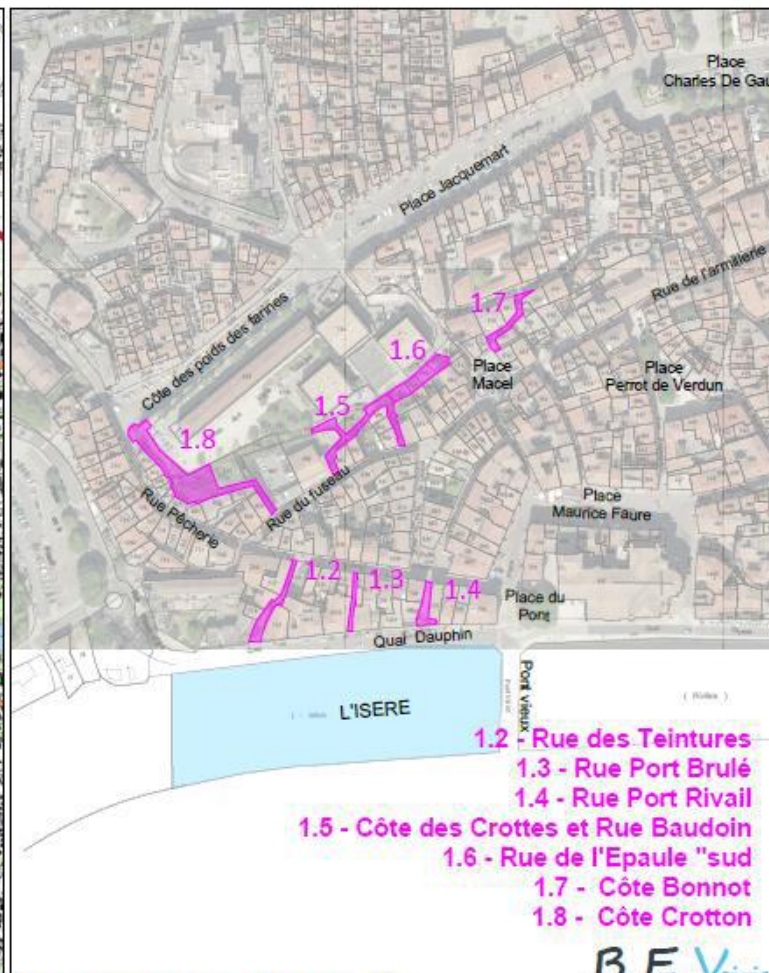 Place
Charles De Gau
Place Jacquemart
Rue de l'armillerie
Côte des poids des farines
1.7
1.6
Place
Macel
Place
Perrot de Verdun
1.5
1.8
Rue du fuseau
Rue Pêcherie
Place
Maurice Faure
1.2
1.3
1.4
Place du
Pont
Quai Dauphin
Pont vieux
L'ISERE
1.2 - Rue des Teintures
1.3 - Rue Port Brulé
1.4 - Rue Port Rivail
1.5 - Côte des Crottes et Rue Baudoin
1.6 - Rue de l'Epaule "sud
1.7 - Côte Bonnot
1.8 - Côte Crotton
B E V